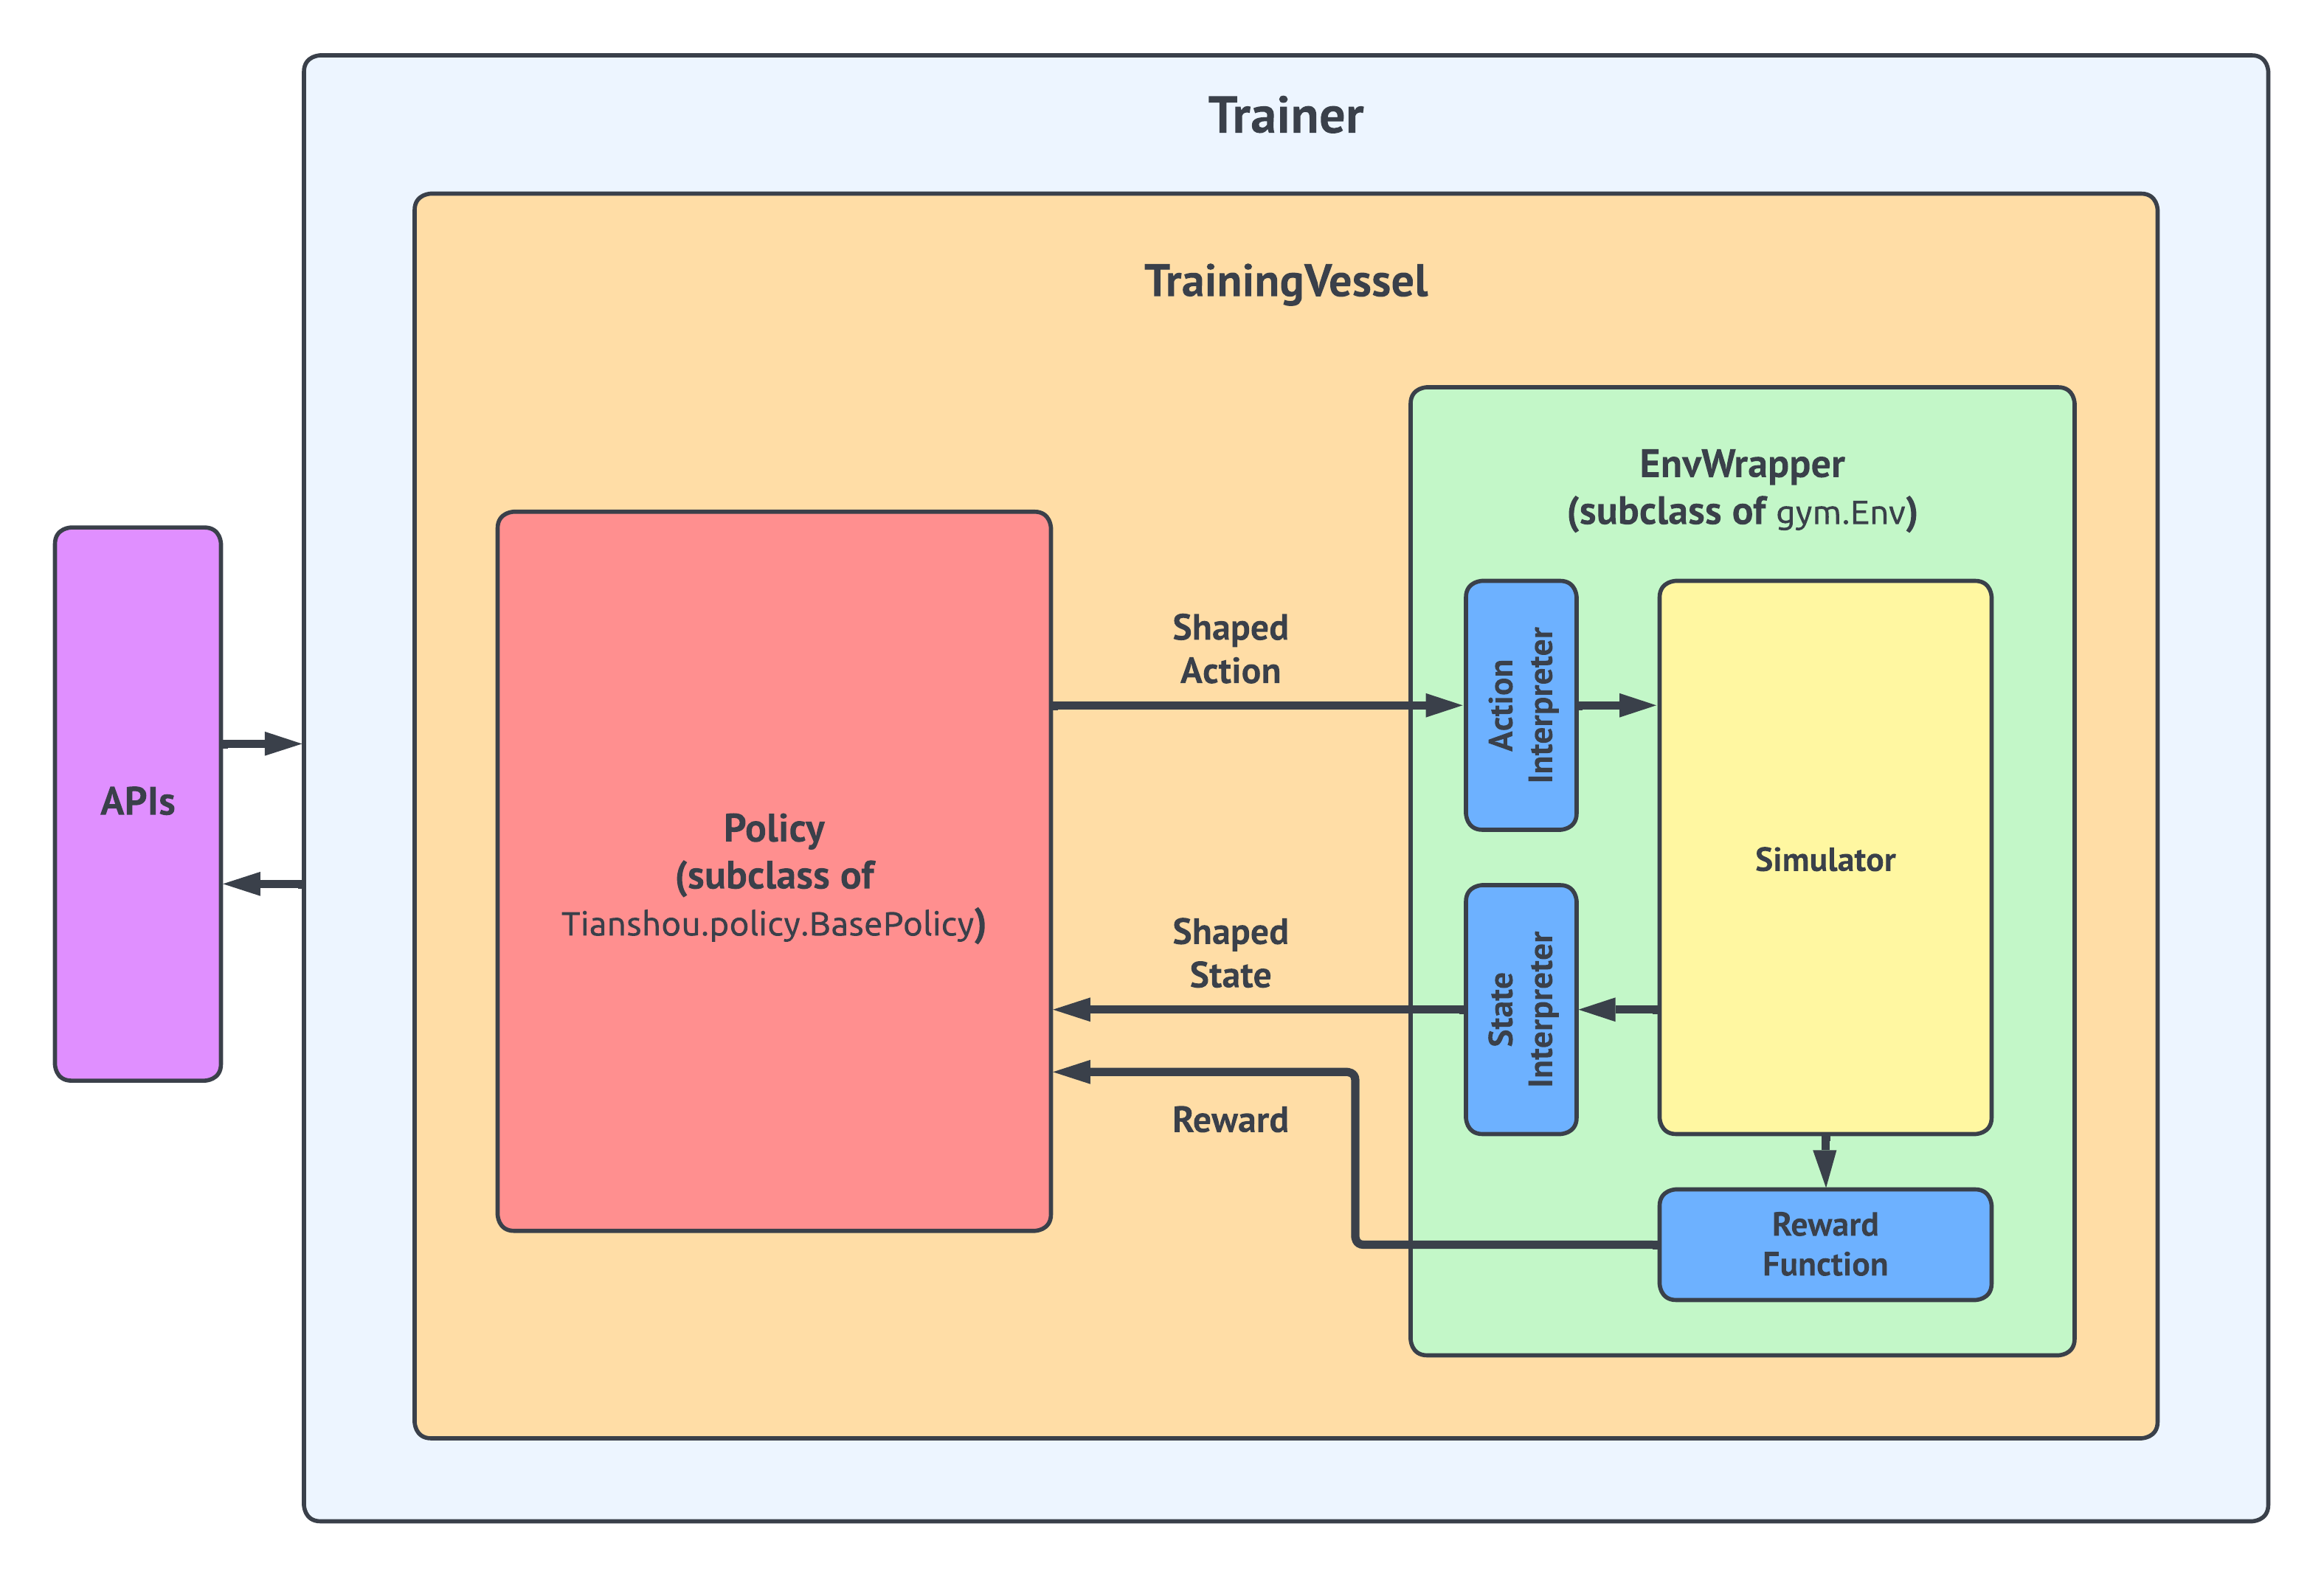 Trainer
TrainingVessel
EnvWrapper
(subclass of gym.Env)
APIs
Policy
(subclass of
Tianshou.policy.BasePolicy)
Shaped
Action
Action
Interpreter
Simulator
Shaped
State
State
Interpreter
Reward
Reward
Function